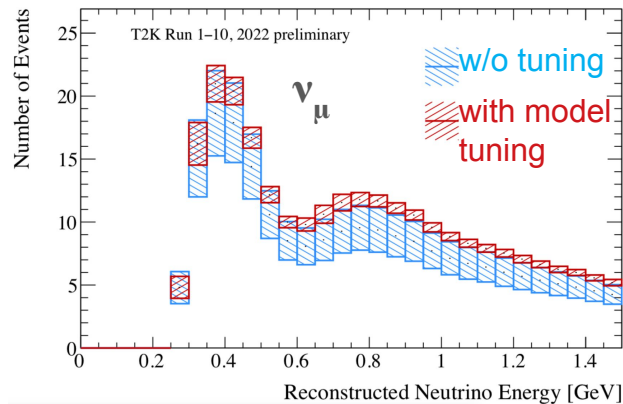 T2K Run 1–10, 2022 preliminary
Number of Events
25
20
15
10
5
0
ν_μ
w/o tuning
with model
tuning
0 0.2 0.4 0.6 0.8 1 1.2 1.4
Reconstructed Neutrino Energy [GeV]